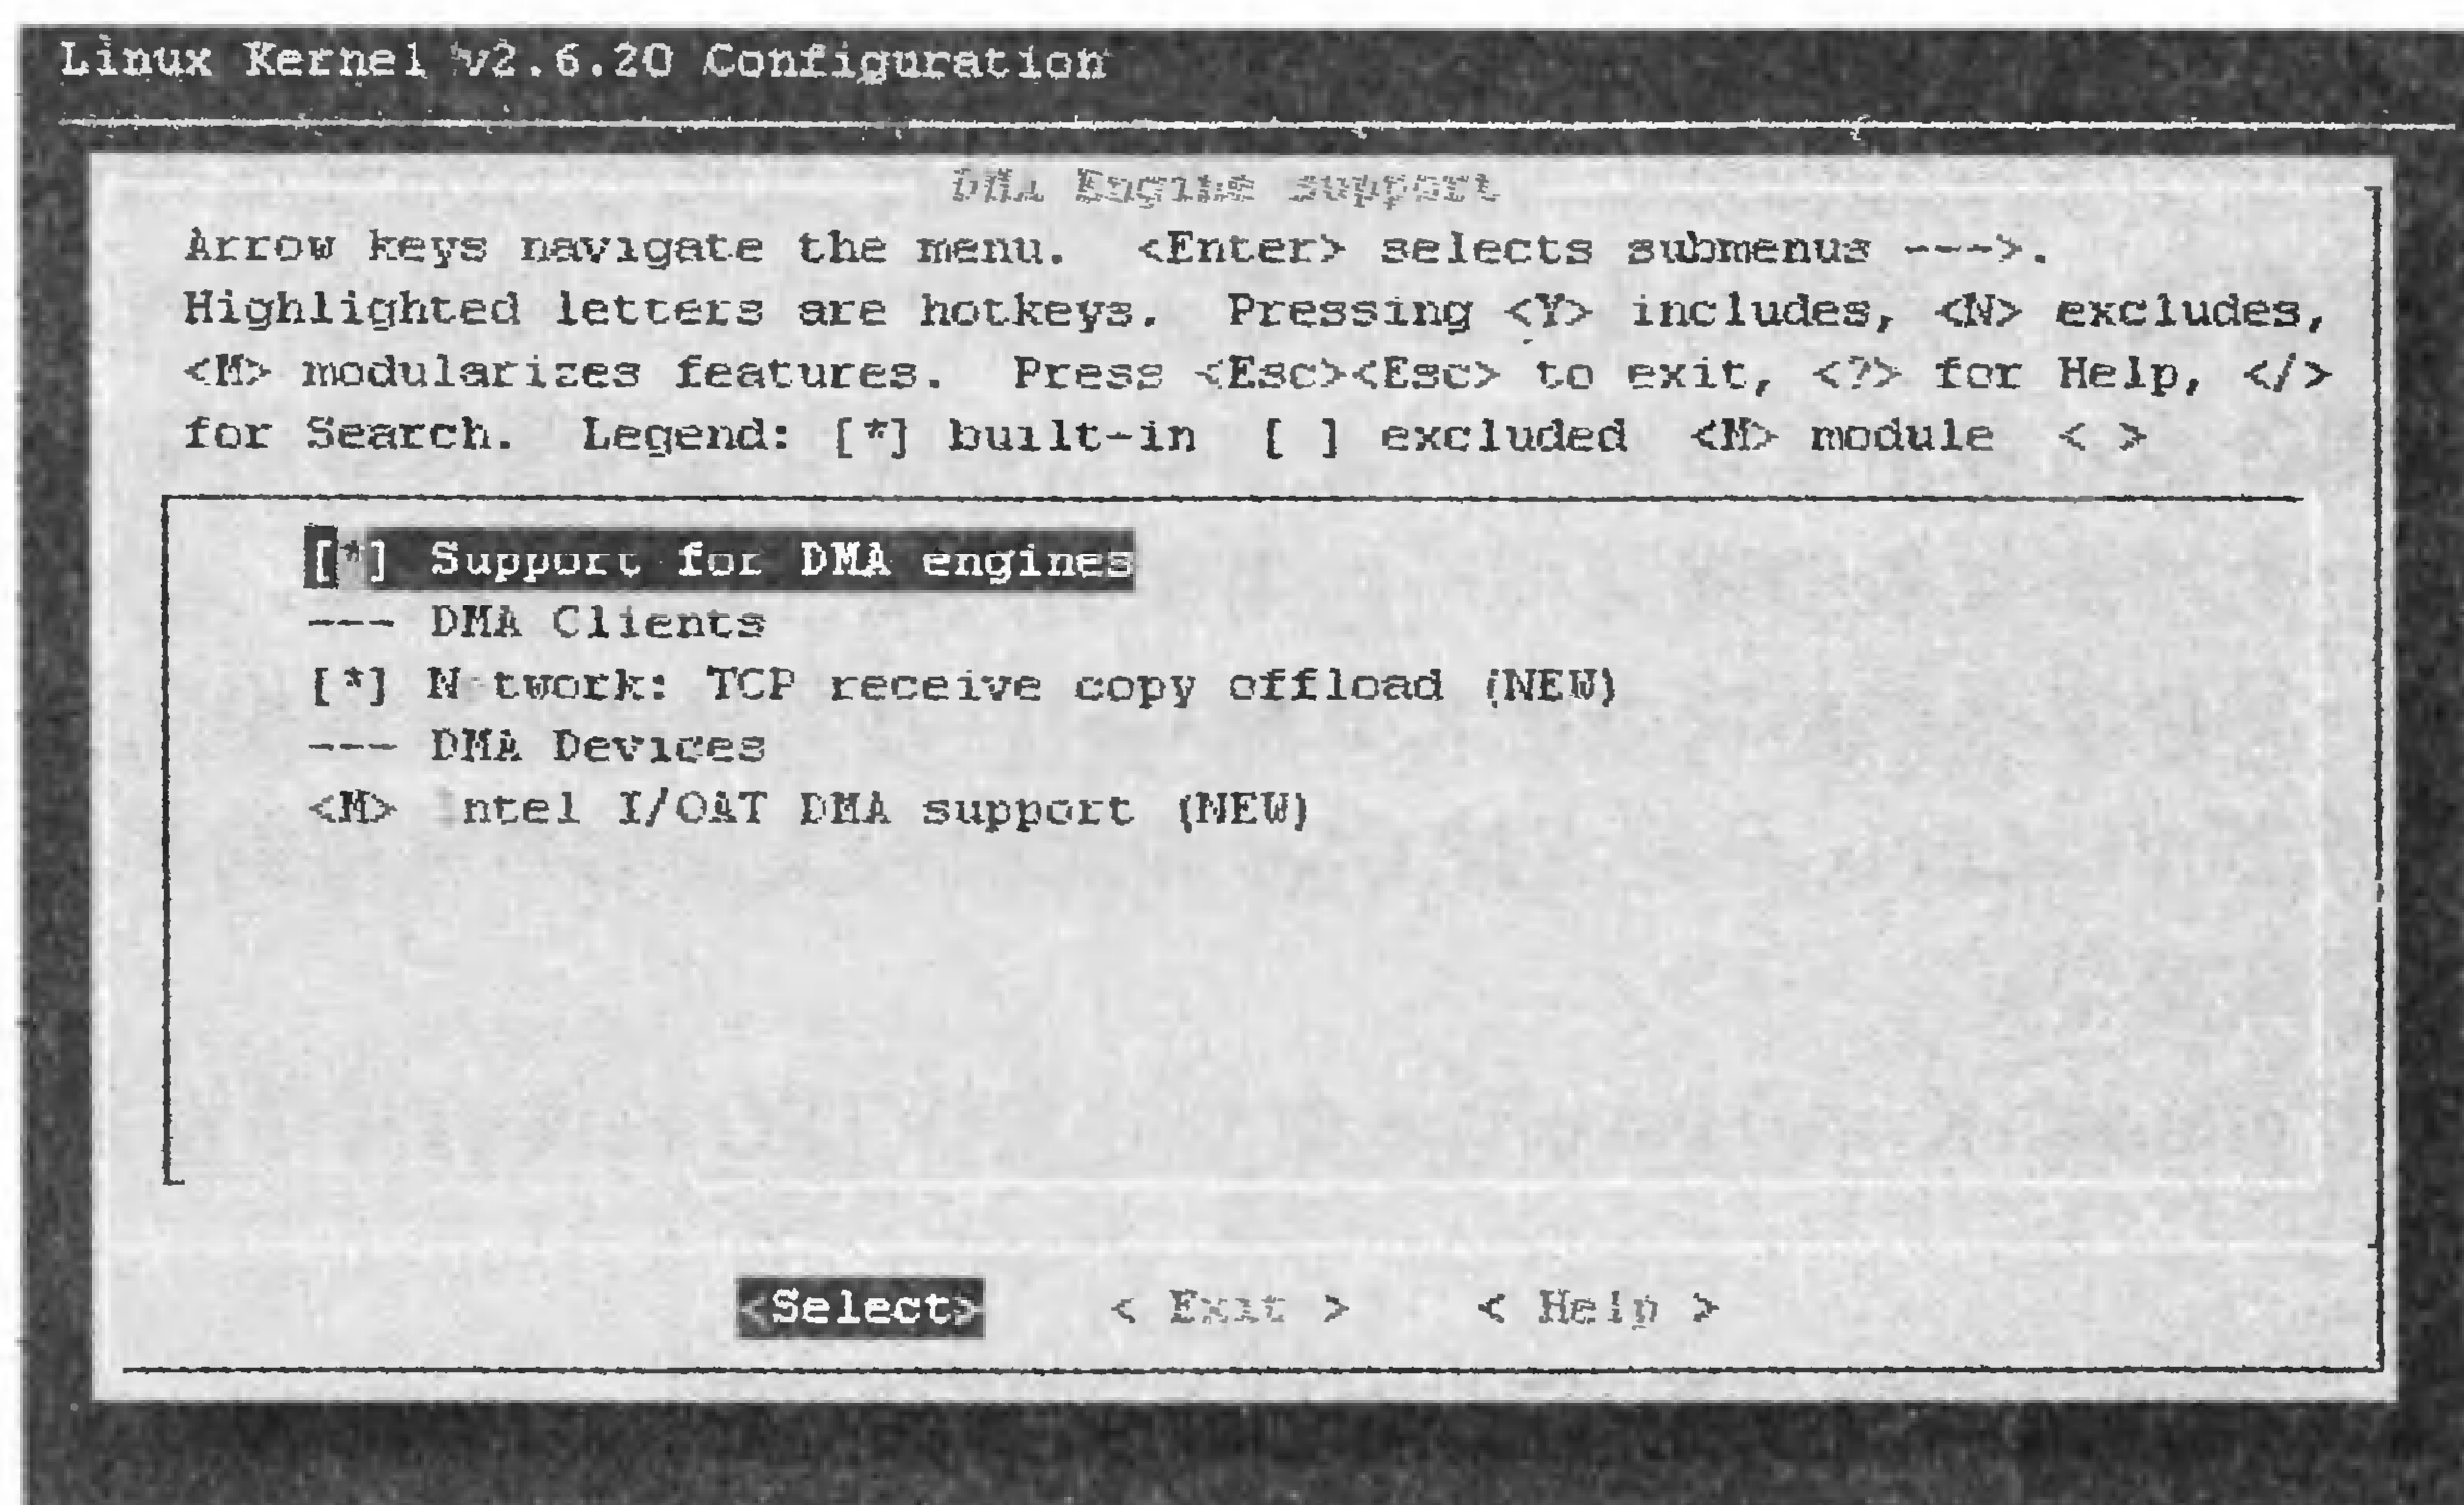 Linux Kernel v2.6.20 Configuration
DMA Engine support
Arrow keys navigate the menu.  <Enter> selects submenus --->.
Highlighted letters are hotkeys.  Pressing <Y> includes, <N> excludes,
<M> modularizes features.  Press <Esc><Esc> to exit, <?> for Help, </>
for Search.  Legend: [*] built-in  [ ] excluded  <M> module  < >
[*] Support for DMA engines
--- DMA Clients
[*] Network: TCP receive copy offload (NEW)
--- DMA Devices
<M> Intel I/OAT DMA support (NEW)
<Select>    < Exit >    < Help >